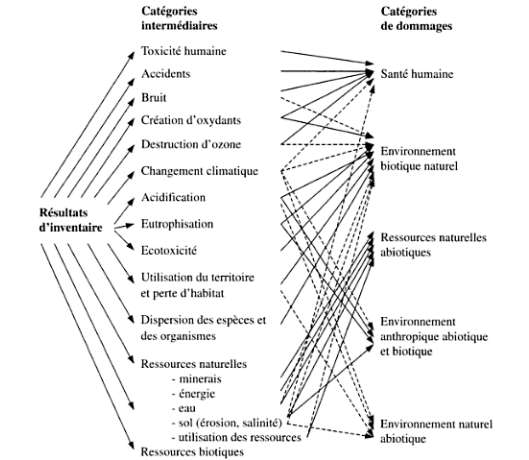 Catégories
intermédiaires
Catégories
de dommages
Toxicité humaine
Accidents
Santé humaine
Bruit
Création d'oxydants
Destruction d'ozone
Environnement
biotique naturel
Changement climatique
Acidification
Résultats
d'inventaire
Eutrophisation
Ressources naturelles
abiotiques
Ecotoxicité
Utilisation du territoire
et perte d'habitat
Dispersion des espèces et
des organismes
Environnement
anthropique abiotique
et biotique
Ressources naturelles
- minerais
- énergie
- eau
- sol (érosion, salinité)
- utilisation des ressources
Environnement naturel
abiotique
Ressources biotiques